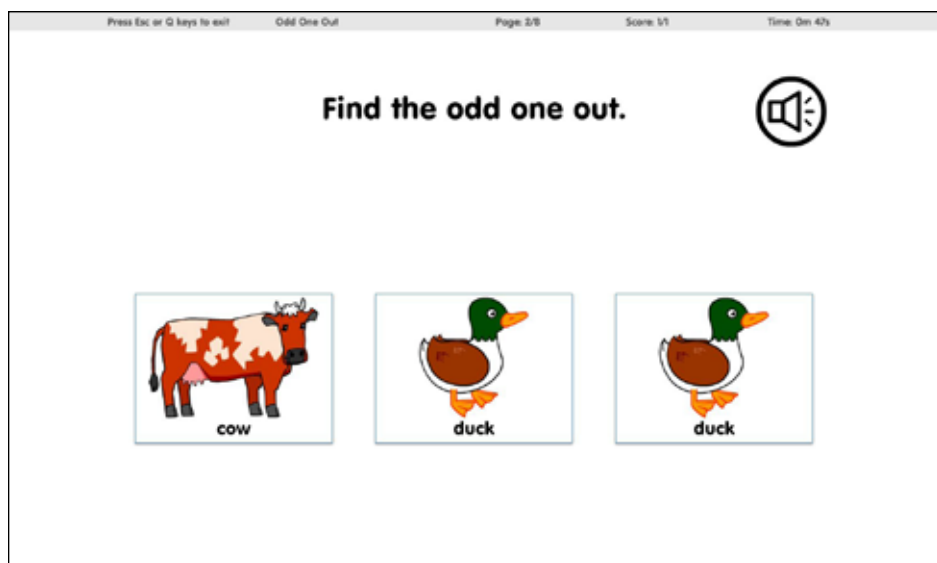 Press Esc or Q keys to exit Odd One Out Page: 2/8 Score: 1/1 Time: 0m 47s
Find the odd one out.
cow duck duck